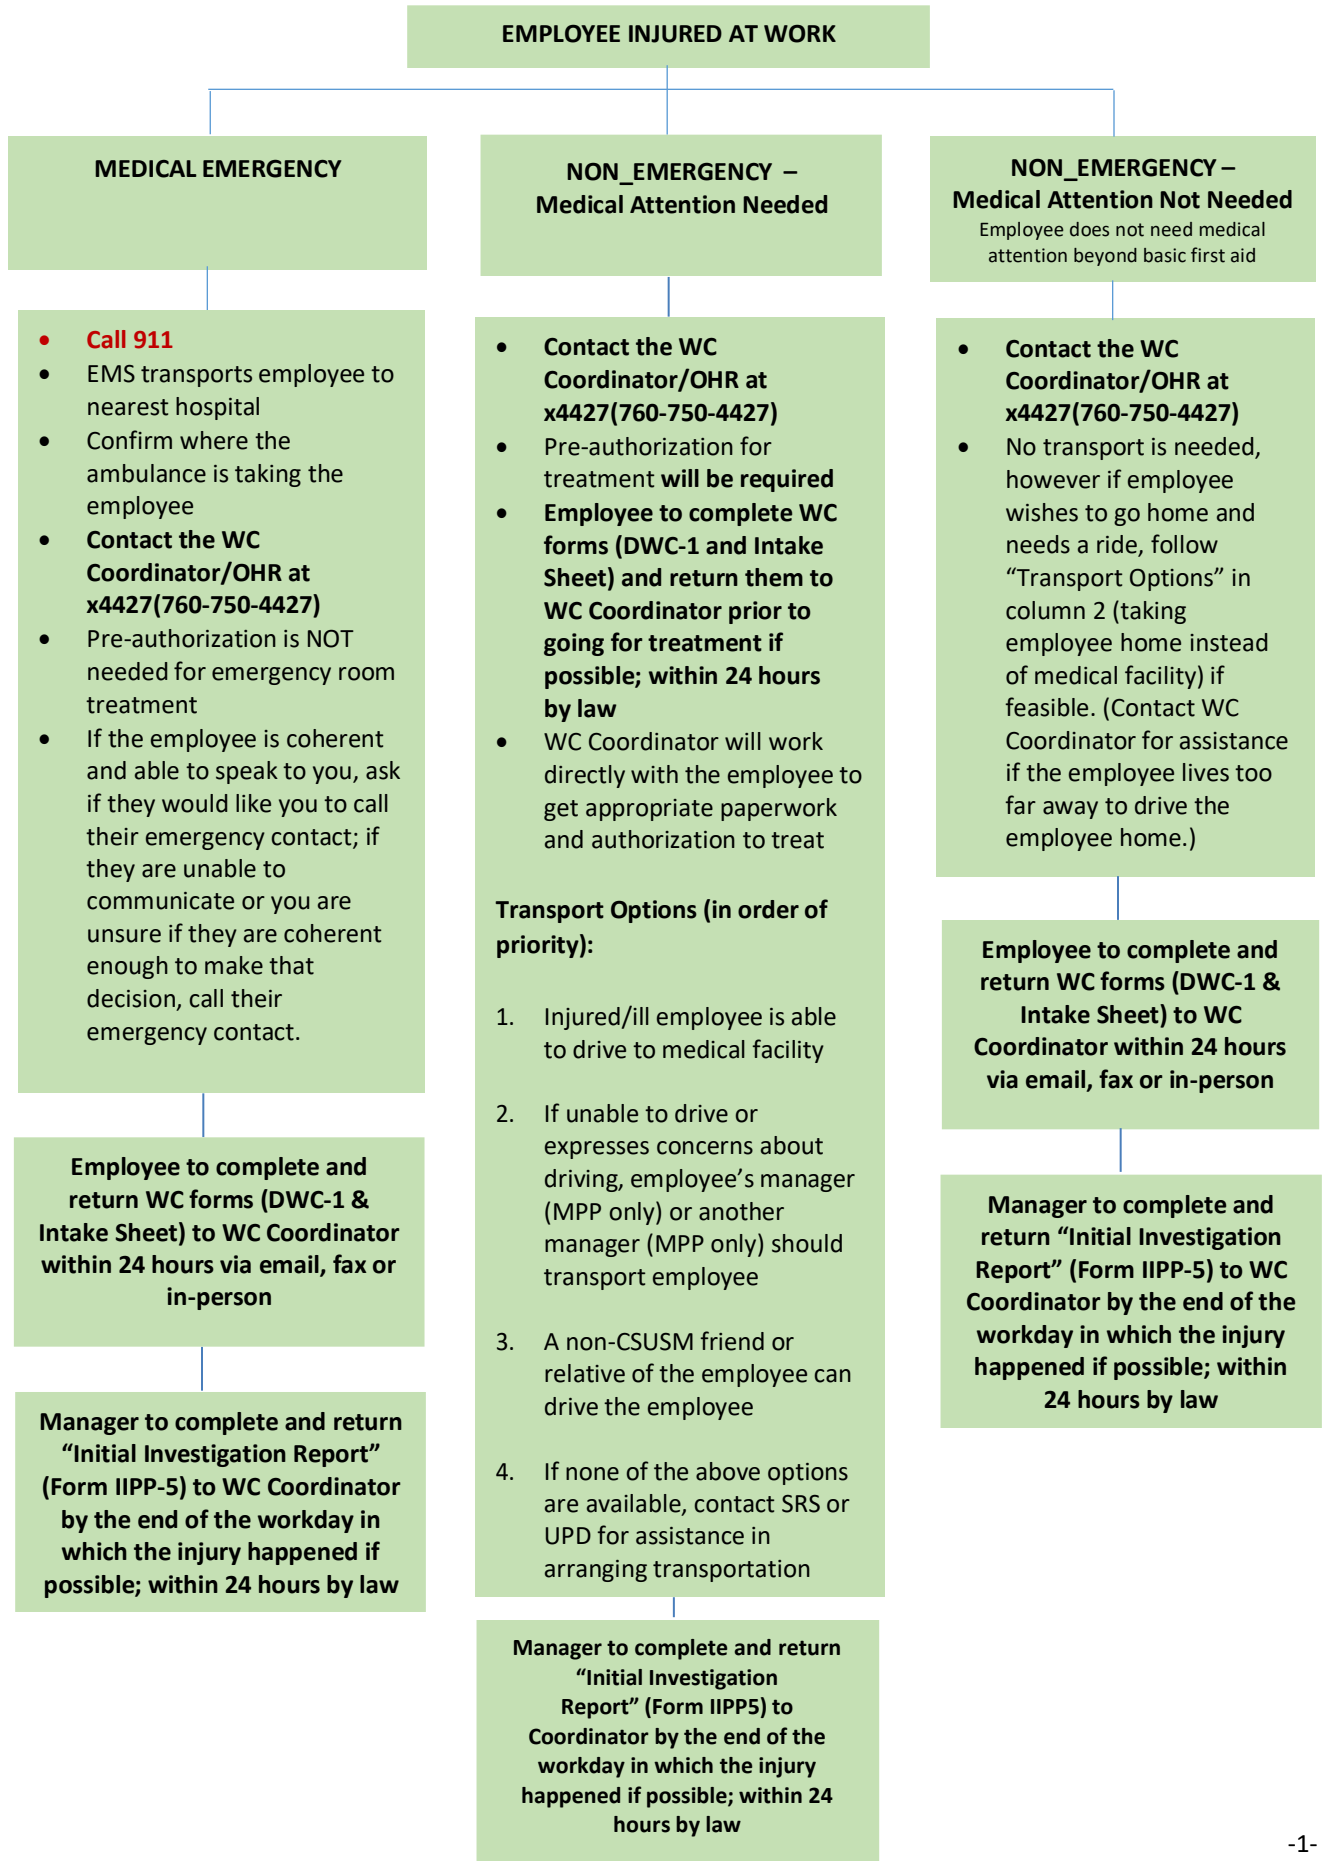 EMPLOYEE INJURED AT WORK
MEDICAL EMERGENCY
• Call 911
• EMS transports employee to
nearest hospital
• Confirm where the
ambulance is taking the
employee
• Contact the WC
Coordinator/OHR at
x4427(760-750-4427)
• Pre-authorization is NOT
needed for emergency room
treatment
• If the employee is coherent
and able to speak to you, ask
if they would like you to call
their emergency contact; if
they are unable to
communicate or you are
unsure if they are coherent
enough to make that
decision, call their
emergency contact.
Employee to complete and
return WC forms (DWC-1 &
Intake Sheet) to WC Coordinator
within 24 hours via email, fax or
in-person
Manager to complete and return
“Initial Investigation Report”
(Form IIPP-5) to WC Coordinator
by the end of the workday in
which the injury happened if
possible; within 24 hours by law
NON_EMERGENCY –
Medical Attention Needed
• Contact the WC
Coordinator/OHR at
x4427(760-750-4427)
• Pre-authorization for
treatment will be required
• Employee to complete WC
forms (DWC-1 and Intake
Sheet) and return them to
WC Coordinator prior to
going for treatment if
possible; within 24 hours
by law
• WC Coordinator will work
directly with the employee to
get appropriate paperwork
and authorization to treat
Transport Options (in order of
priority):
1. Injured/ill employee is able
to drive to medical facility
2. If unable to drive or
expresses concerns about
driving, employee’s manager
(MPP only) or another
manager (MPP only) should
transport employee
3. A non-CSUSM friend or
relative of the employee can
drive the employee
4. If none of the above options
are available, contact SRS or
UPD for assistance in
arranging transportation
Manager to complete and return
“Initial Investigation
Report” (Form IIPP5) to
Coordinator by the end of the
workday in which the injury
happened if possible; within 24
hours by law
NON_EMERGENCY –
Medical Attention Not Needed
Employee does not need medical
attention beyond basic first aid
• Contact the WC
Coordinator/OHR at
x4427(760-750-4427)
• No transport is needed,
however if employee
wishes to go home and
needs a ride, follow
“Transport Options” in
column 2 (taking
employee home instead
of medical facility) if
feasible. (Contact WC
Coordinator for assistance
if the employee lives too
far away to drive the
employee home.)
Employee to complete and
return WC forms (DWC-1 &
Intake Sheet) to WC
Coordinator within 24 hours
via email, fax or in-person
Manager to complete and
return “Initial Investigation
Report” (Form IIPP-5) to WC
Coordinator by the end of the
workday in which the injury
happened if possible; within
24 hours by law
-1-